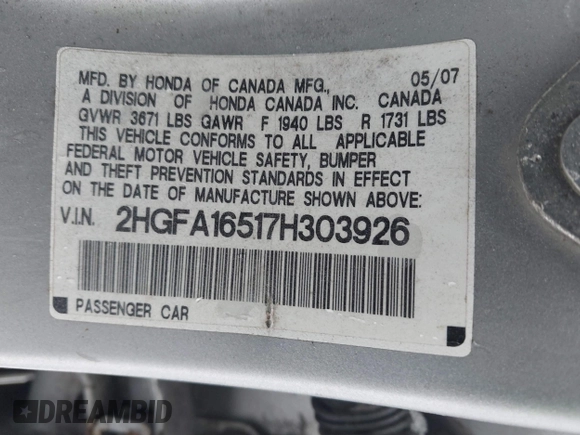 MFD. BY HONDA OF CANADA MFG., 05/07
A DIVISION OF HONDA CANADA INC. CANADA
GVWR 3671 LBS GAWR F 1940 LBS R 1731 LBS
THIS VEHICLE CONFORMS TO ALL APPLICABLE
FEDERAL MOTOR VEHICLE SAFETY, BUMPER
AND THEFT PREVENTION STANDARDS IN EFFECT
ON THE DATE OF MANUFACTURE SHOWN ABOVE:
V.I.N. 2HGFA16517H303926
PASSENGER CAR
DREAMBID